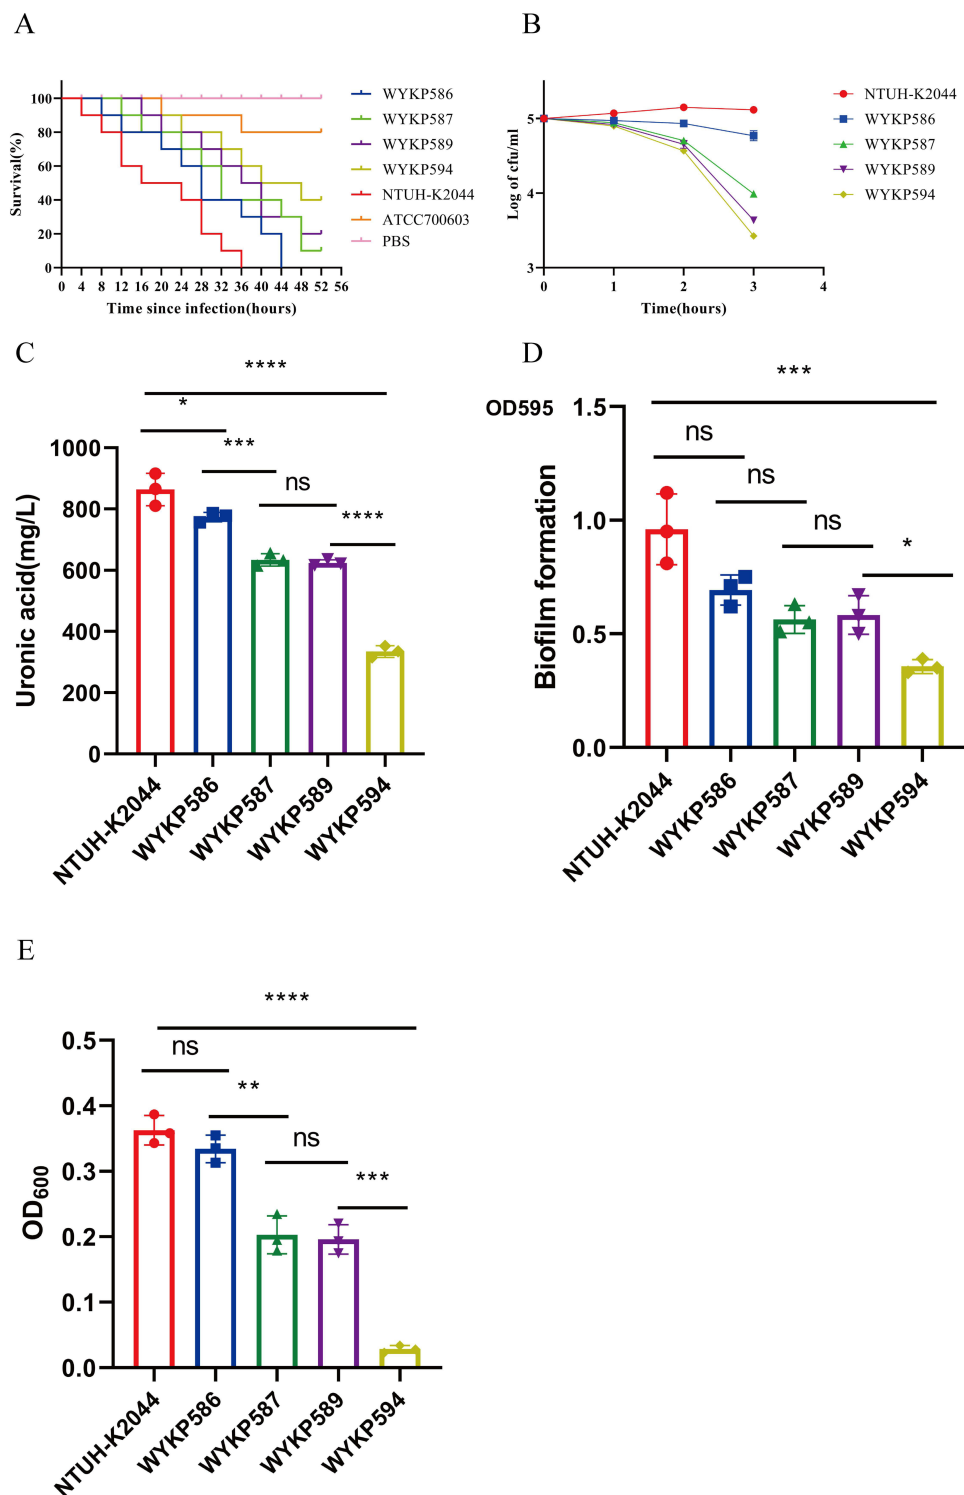 A
B
100
80
60
40
20
0
Survival(%)
0 4 8 12 16 20 24 28 32 36 40 44 48 52 56
Time since infection(hours)
WYKP586
WYKP587
WYKP589
WYKP594
NTUH-K2044
ATCC700603
PBS
5
4
3
Log of cfu/ml
0 1 2 3 4
Time(hours)
NTUH-K2044
WYKP586
WYKP587
WYKP589
WYKP594
C
****
*
***
ns
****
1000
800
600
400
200
0
Uronic acid(mg/L)
NTUH-K2044
WYKP586
WYKP587
WYKP589
WYKP594
D
***
OD595
ns
ns
ns
*
1.5
1.0
0.5
0.0
Biofilm formation
NTUH-K2044
WYKP586
WYKP587
WYKP589
WYKP594
E
****
ns
**
ns
***
0.5
0.4
0.3
0.2
0.1
0.0
OD600
NTUH-K2044
WYKP586
WYKP587
WYKP589
WYKP594